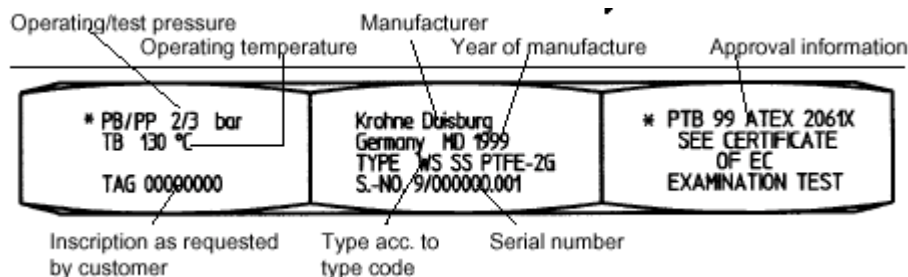 Operating/test pressure
Operating temperature
Manufacturer
Year of manufacture
Approval information
* PB/PP 2/3 bar
TB 130 °C
TAG 00000000
Krohne Duisburg
Germany MD 1999
TYPE WS SS PTFE-2G
S.-NO. 9/000000.001
* PTB 99 ATEX 2061X
SEE CERTIFICATE
OF EC
EXAMINATION TEST
Inscription as requested
by customer
Type acc. to
type code
Serial number